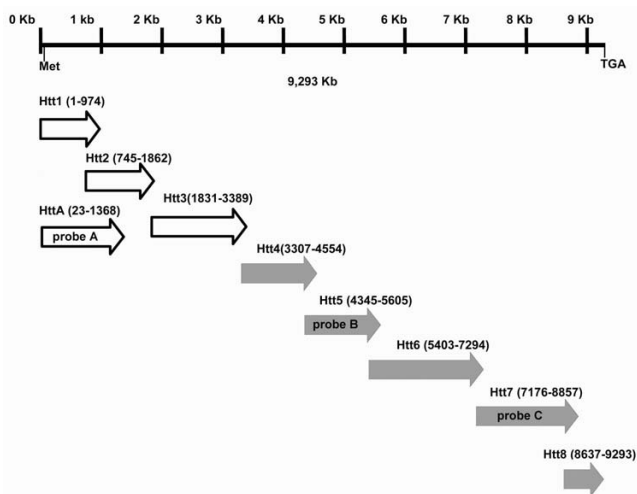 0 Kb 1 kb 2 Kb 3 Kb 4 Kb 5 Kb 6 Kb 7 Kb 8 Kb 9 Kb
Met TGA
9,293 Kb
Htt1 (1-974)
Htt2 (745-1862)
Htt3(1831-3389)
HttA (23-1368)
probe A
Htt4(3307-4554)
Htt5 (4345-5605)
probe B
Htt6 (5403-7294)
Htt7 (7176-8857)
probe C
Htt8 (8637-9293)